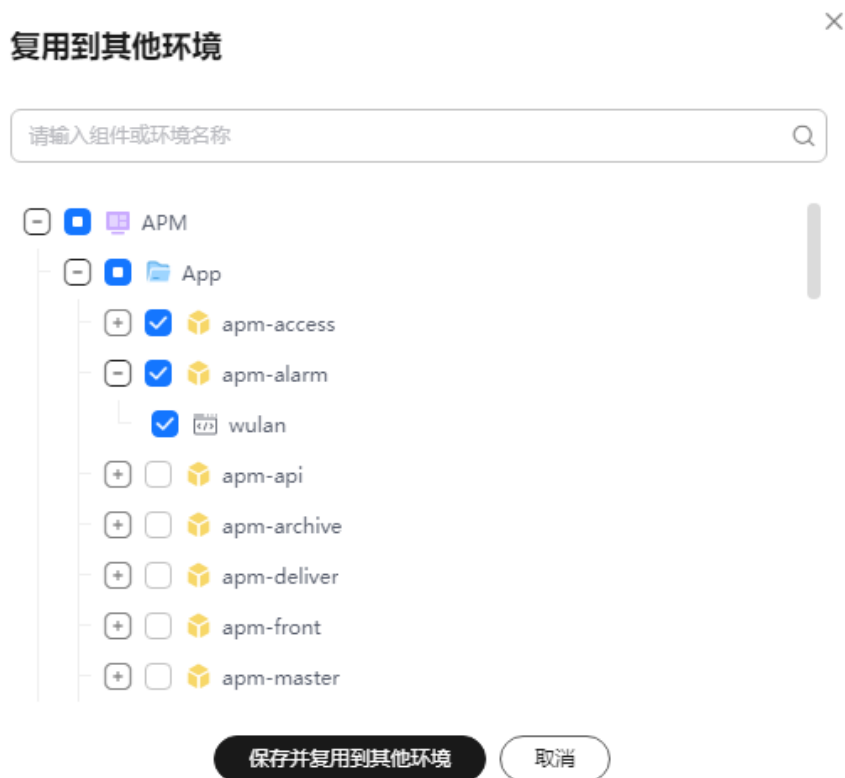 复用到其他环境
请输入组件或环境名称
APM
App
apm-access
apm-alarm
wulan
apm-api
apm-archive
apm-deliver
apm-front
apm-master
保存并复用到其他环境
取消